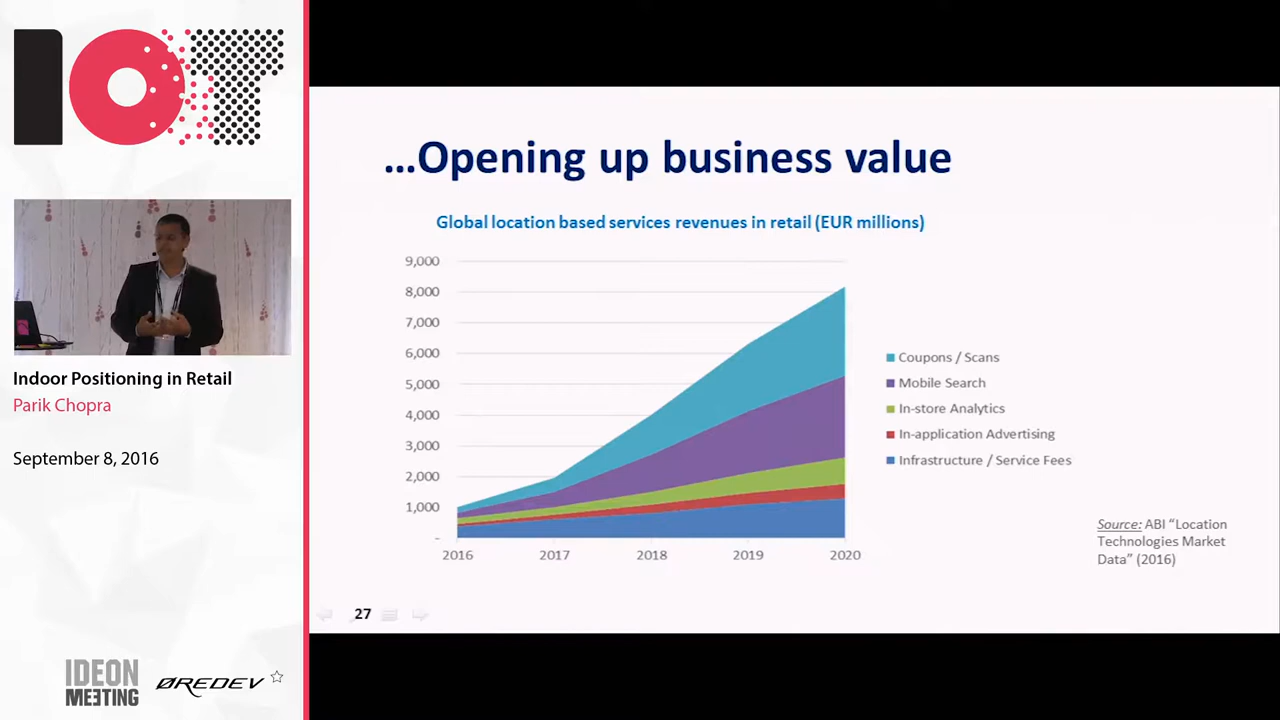 IOT
Indoor Positioning in Retail
Parik Chopra
September 8, 2016
IDEON
MEETING
ØREDEV
…Opening up business value
Global location based services revenues in retail (EUR millions)
9,000
8,000
7,000
6,000
5,000
4,000
3,000
2,000
1,000
-
2016 2017 2018 2019 2020
Coupons / Scans
Mobile Search
In-store Analytics
In-application Advertising
Infrastructure / Service Fees
Source: ABI “Location
Technologies Market
Data” (2016)
27